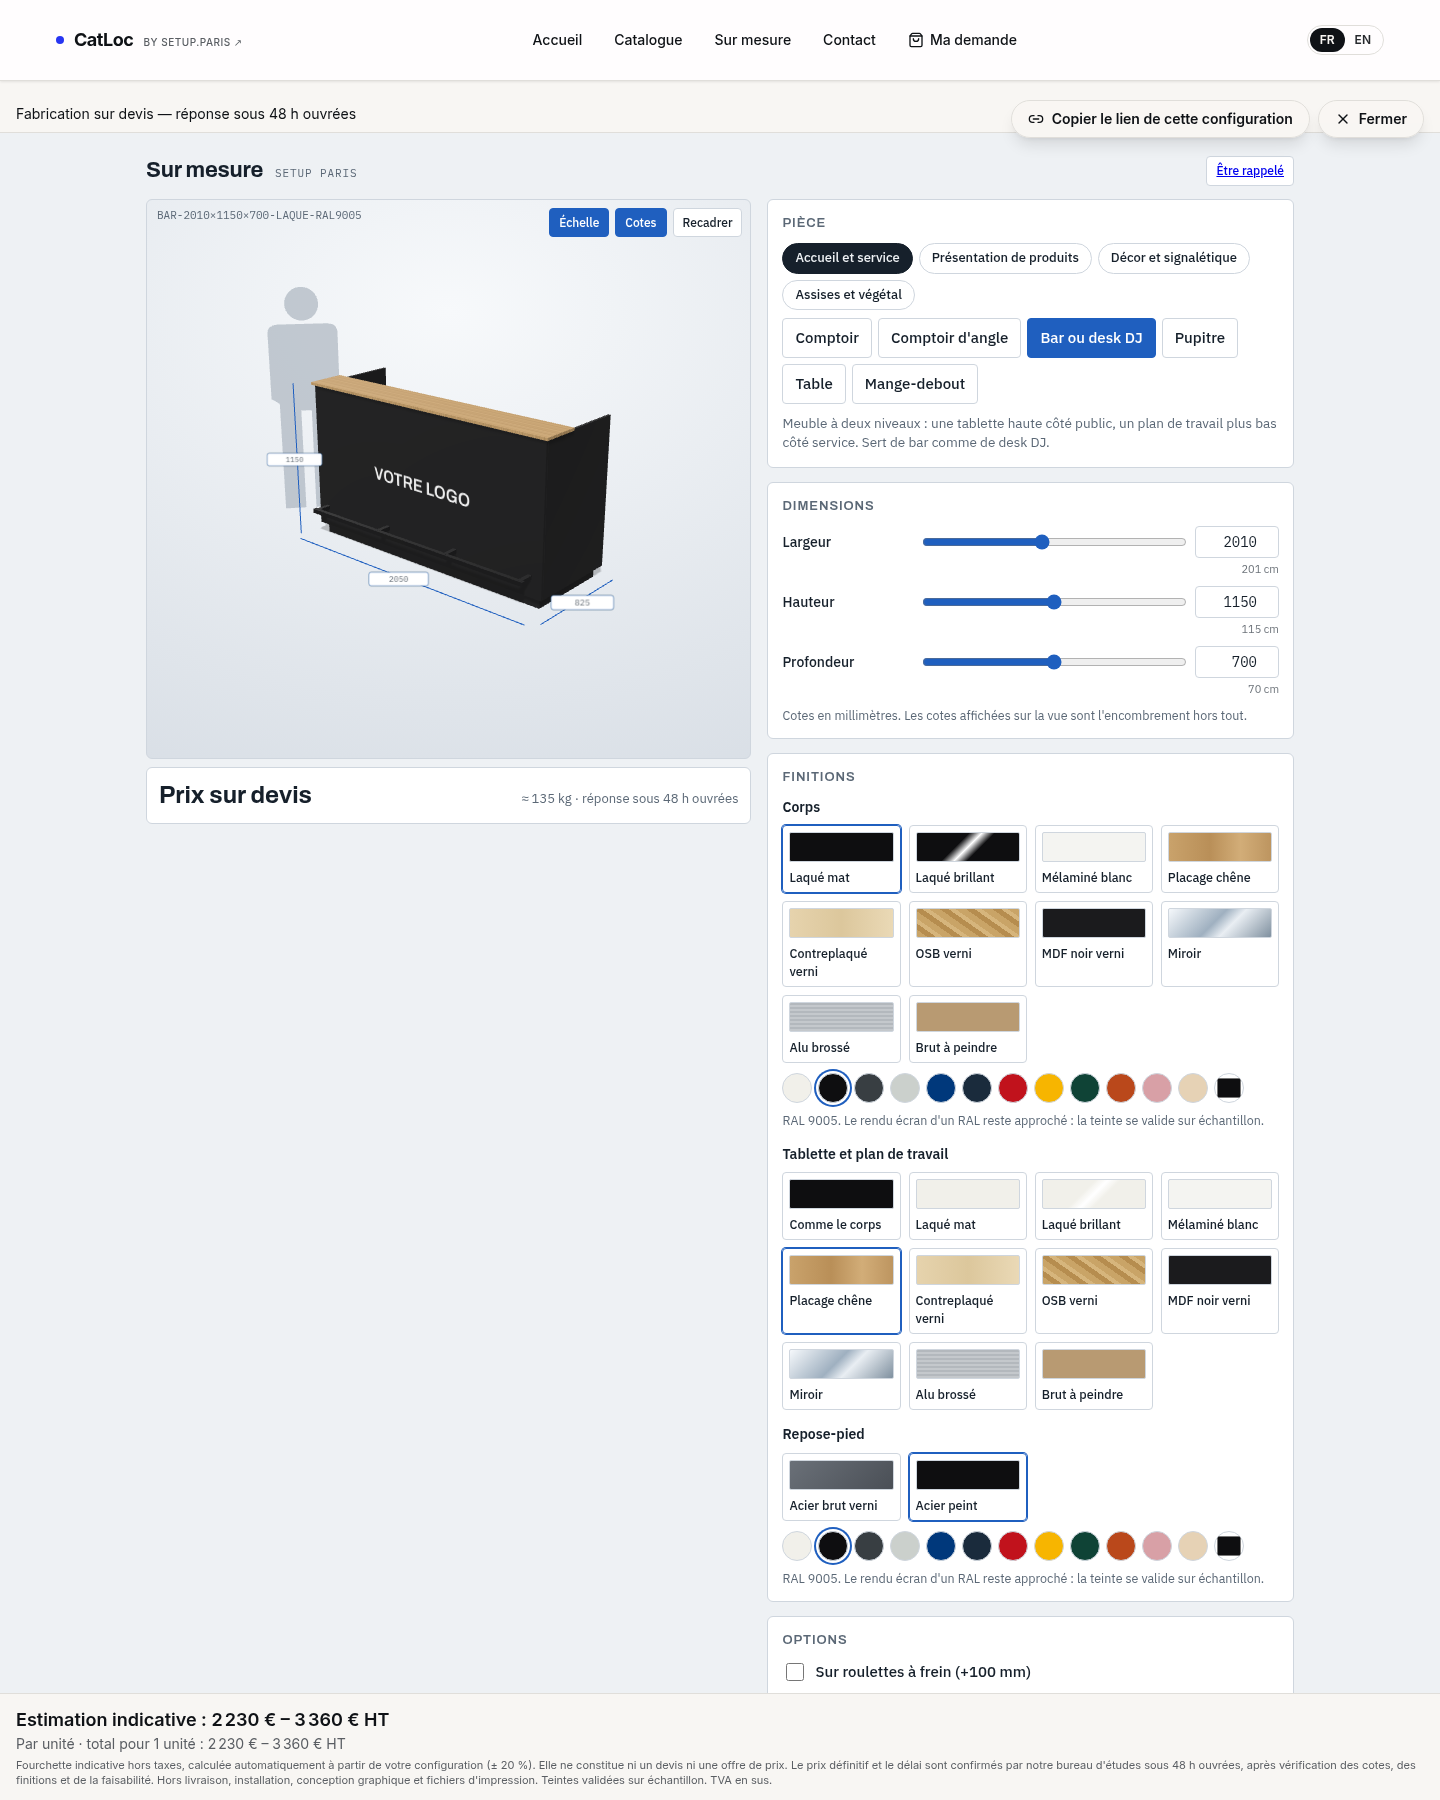 CatLoc BY SETUP.PARIS ↗
Accueil
Catalogue
Sur mesure
Contact
Ma demande
FR
EN
Fabrication sur devis — réponse sous 48 h ouvrées
Copier le lien de cette configuration
Fermer
Sur mesure SETUP PARIS
Être rappelé
BAR-2010×1150×700-LAQUE-RAL9005
Échelle
Cotes
Recadrer
1150
VOTRE LOGO
2050
825
Prix sur devis
≈ 135 kg · réponse sous 48 h ouvrées
PIÈCE
Accueil et service
Présentation de produits
Décor et signalétique
Assises et végétal
Comptoir
Comptoir d'angle
Bar ou desk DJ
Pupitre
Table
Mange-debout
Meuble à deux niveaux : une tablette haute côté public, un plan de travail plus bas
côté service. Sert de bar comme de desk DJ.
DIMENSIONS
Largeur
2010
201 cm
Hauteur
1150
115 cm
Profondeur
700
70 cm
Cotes en millimètres. Les cotes affichées sur la vue sont l'encombrement hors tout.
FINITIONS
Corps
Laqué mat
Laqué brillant
Mélaminé blanc
Placage chêne
Contreplaqué
verni
OSB verni
MDF noir verni
Miroir
Alu brossé
Brut à peindre
RAL 9005. Le rendu écran d'un RAL reste approché : la teinte se valide sur échantillon.
Tablette et plan de travail
Comme le corps
Laqué mat
Laqué brillant
Mélaminé blanc
Placage chêne
Contreplaqué
verni
OSB verni
MDF noir verni
Miroir
Alu brossé
Brut à peindre
Repose-pied
Acier brut verni
Acier peint
RAL 9005. Le rendu écran d'un RAL reste approché : la teinte se valide sur échantillon.
OPTIONS
Sur roulettes à frein (+100 mm)
Estimation indicative : 2 230 € – 3 360 € HT
Par unité · total pour 1 unité : 2 230 € – 3 360 € HT
Fourchette indicative hors taxes, calculée automatiquement à partir de votre configuration (± 20 %). Elle ne constitue ni un devis ni une offre de prix. Le prix définitif et le délai sont confirmés par notre bureau d'études sous 48 h ouvrées, après vérification des cotes, des
finitions et de la faisabilité. Hors livraison, installation, conception graphique et fichiers d'impression. Teintes validées sur échantillon. TVA en sus.